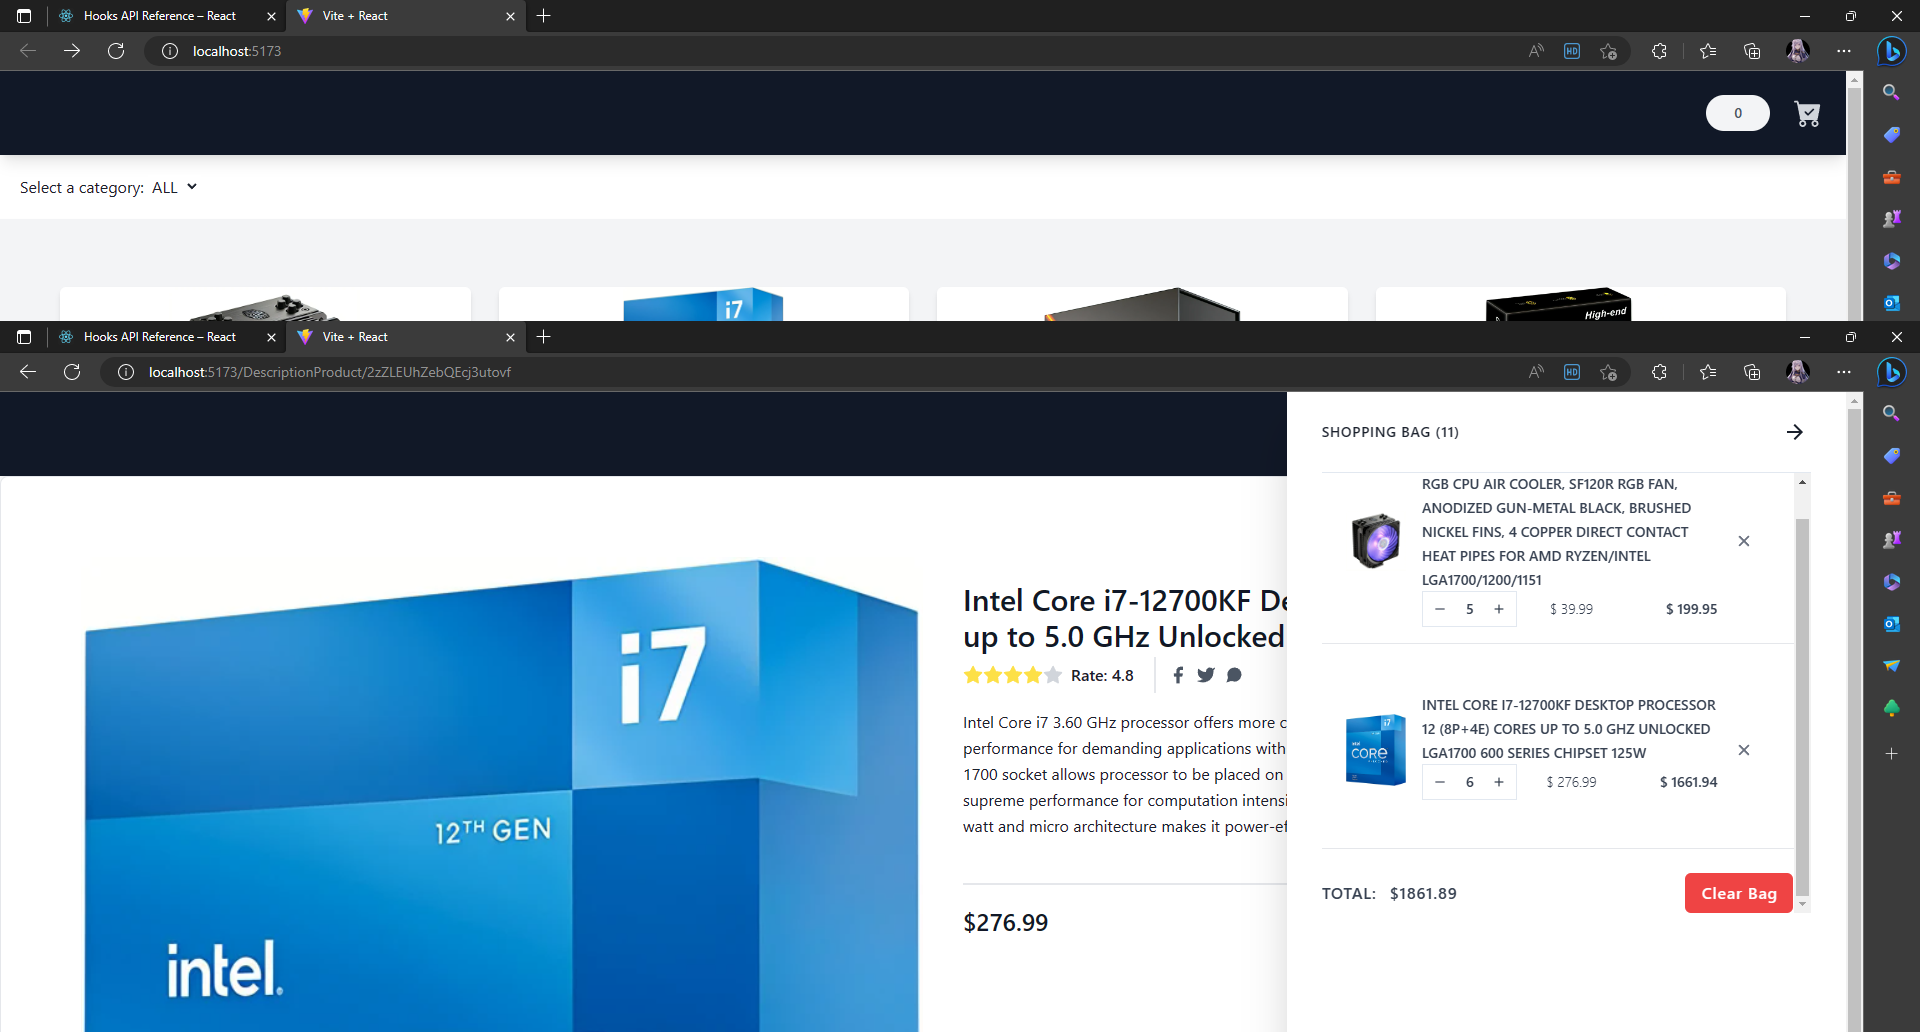 Hooks API Reference – React
Vite + React
localhost:5173
HD
0
Select a category: ALL
i7
High-end
Hooks API Reference – React
Vite + React
localhost:5173/DescriptionProduct/2zZLEUhZebQEcj3utovf
HD
SHOPPING BAG (11)
RGB CPU AIR COOLER, SF120R RGB FAN,
ANODIZED GUN-METAL BLACK, BRUSHED
NICKEL FINS, 4 COPPER DIRECT CONTACT
HEAT PIPES FOR AMD RYZEN/INTEL
LGA1700/1200/1151
5 $ 39.99 $ 199.95
INTEL CORE I7-12700KF DESKTOP PROCESSOR
12 (8P+4E) CORES UP TO 5.0 GHZ UNLOCKED
LGA1700 600 SERIES CHIPSET 125W
6 $ 276.99 $ 1661.94
i7
intel
CORE
TOTAL: $1861.89
Clear Bag
i7
12TH GEN
intel.
Intel Core i7-12700KF De
up to 5.0 GHz Unlocked
Rate: 4.8
Intel Core i7 3.60 GHz processor offers more c
performance for demanding applications with
1700 socket allows processor to be placed on
supreme performance for computation intensi
watt and micro architecture makes it power-ef
$276.99